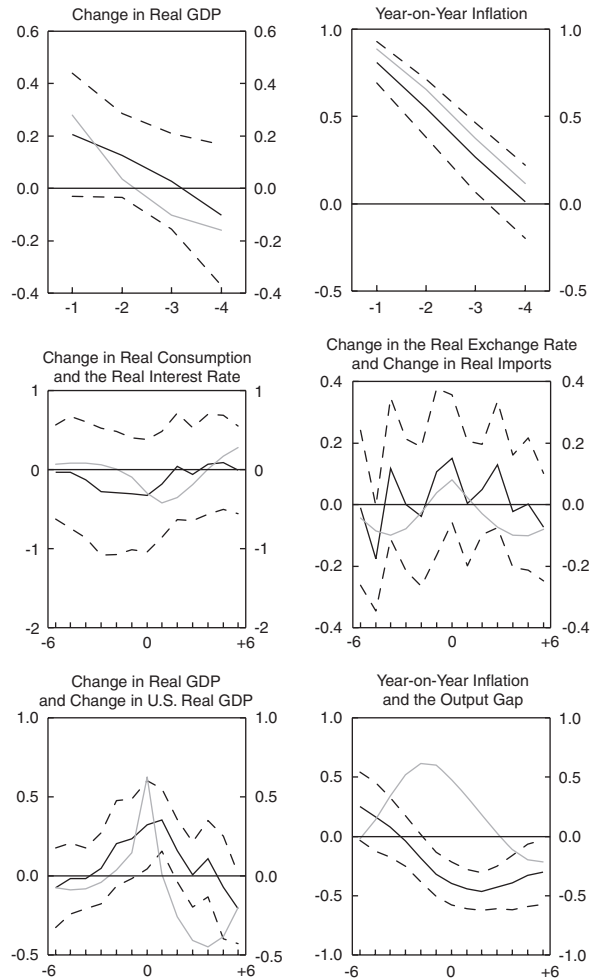 Change in Real GDP
0.6 0.6
0.4 0.4
0.2 0.2
0.0 0.0
-0.2 -0.2
-0.4 -0.4
-1 -2 -3 -4
Year-on-Year Inflation
1.0 1.0
0.5 0.5
0.0 0.0
-0.5 -0.5
-1 -2 -3 -4
Change in Real Consumption
and the Real Interest Rate
1 1
0 0
-1 -1
-2 -2
-6 0 +6
Change in the Real Exchange Rate
and Change in Real Imports
0.4 0.4
0.2 0.2
0.0 0.0
-0.2 -0.2
-0.4 -0.4
-6 0 +6
Change in Real GDP
and Change in U.S. Real GDP
1.0 1.0
0.5 0.5
0.0 0.0
-0.5 -0.5
-6 0 +6
Year-on-Year Inflation
and the Output Gap
1.0 1.0
0.5 0.5
0.0 0.0
-0.5 -0.5
-1.0 -1.0
-6 0 +6